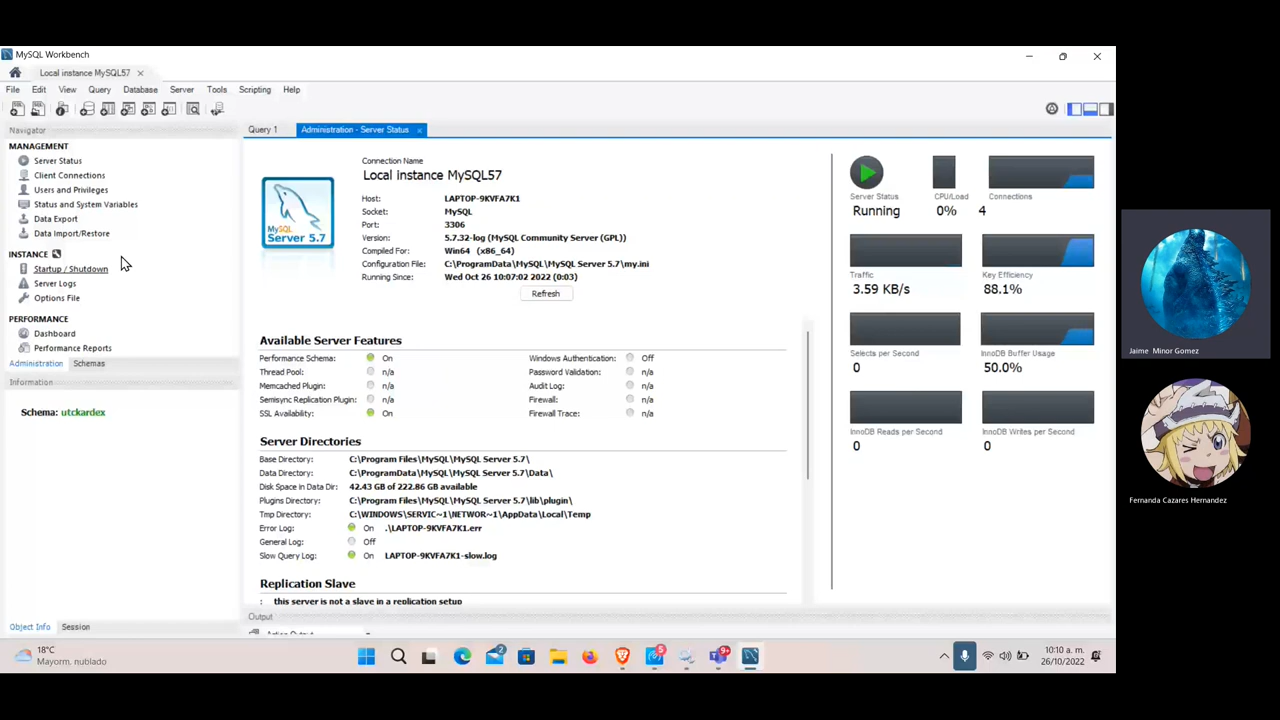 MySQL Workbench
Local instance MySQL57
File Edit View Query Database Server Tools Scripting Help
Navigator
MANAGEMENT
Server Status
Client Connections
Users and Privileges
Status and System Variables
Data Export
Data Import/Restore
INSTANCE
Startup / Shutdown
Server Logs
Options File
PERFORMANCE
Dashboard
Performance Reports
Administration Schemas
Information
Schema: utckardex
Object Info Session
Query 1 Administration - Server Status
MySQL
Server 5.7
Connection Name
Local instance MySQL57
Host: LAPTOP-9KVFA7K1
Socket: MySQL
Port: 3306
Version: 5.7.32-log (MySQL Community Server (GPL))
Compiled For: Win64 (x86_64)
Configuration File: C:\ProgramData\MySQL\MySQL Server 5.7\my.ini
Running Since: Wed Oct 26 10:07:02 2022 (0:03)
Refresh
Available Server Features
Performance Schema: On Windows Authentication: Off
Thread Pool: n/a Password Validation: n/a
Memcached Plugin: n/a Audit Log: n/a
Semisync Replication Plugin: n/a Firewall: n/a
SSL Availability: On Firewall Trace: n/a
Server Directories
Base Directory: C:\Program Files\MySQL\MySQL Server 5.7\
Data Directory: C:\ProgramData\MySQL\MySQL Server 5.7\Data\
Disk Space in Data Dir: 42.43 GB of 222.86 GB available
Plugins Directory: C:\Program Files\MySQL\MySQL Server 5.7\lib\plugin\
Tmp Directory: C:\WINDOWS\SERVIC~1\NETWOR~1\AppData\Local\Temp
Error Log: On .\LAPTOP-9KVFA7K1.err
General Log: Off
Slow Query Log: On LAPTOP-9KVFA7K1-slow.log
Replication Slave
: this server is not a slave in a replication setup
Output
Action Output
Server Status CPU/Load Connections
Running 0% 4
Traffic Key Efficiency
3.59 KB/s 88.1%
Selects per Second InnoDB Buffer Usage
0 50.0%
InnoDB Reads per Second InnoDB Writes per Second
0 0
Jaime Minor Gomez
Fernanda Cazares Hernandez
18°C
Mayorm. nublado
2
5
9+
10:10 a. m.
26/10/2022